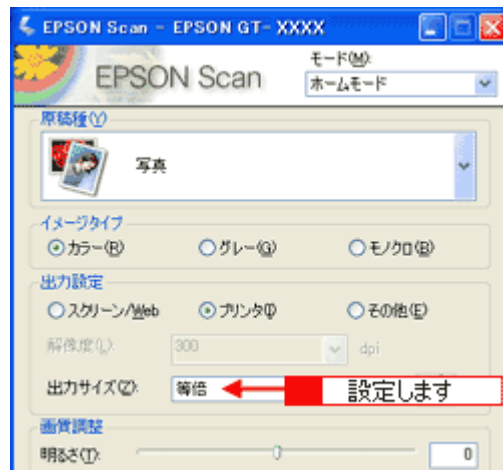 EPSON Scan - EPSON GT-XXXX
EPSON Scan
モード(M):
ホームモード
原稿種(Y)
写真
イメージタイプ
カラー(R) グレー(G) モノクロ(B)
出力設定
スクリーン/Web プリンタ(I) その他(E)
解像度(L): 300 dpi
出力サイズ(Z): 等倍 設定します
画質調整
明るさ(T): 0